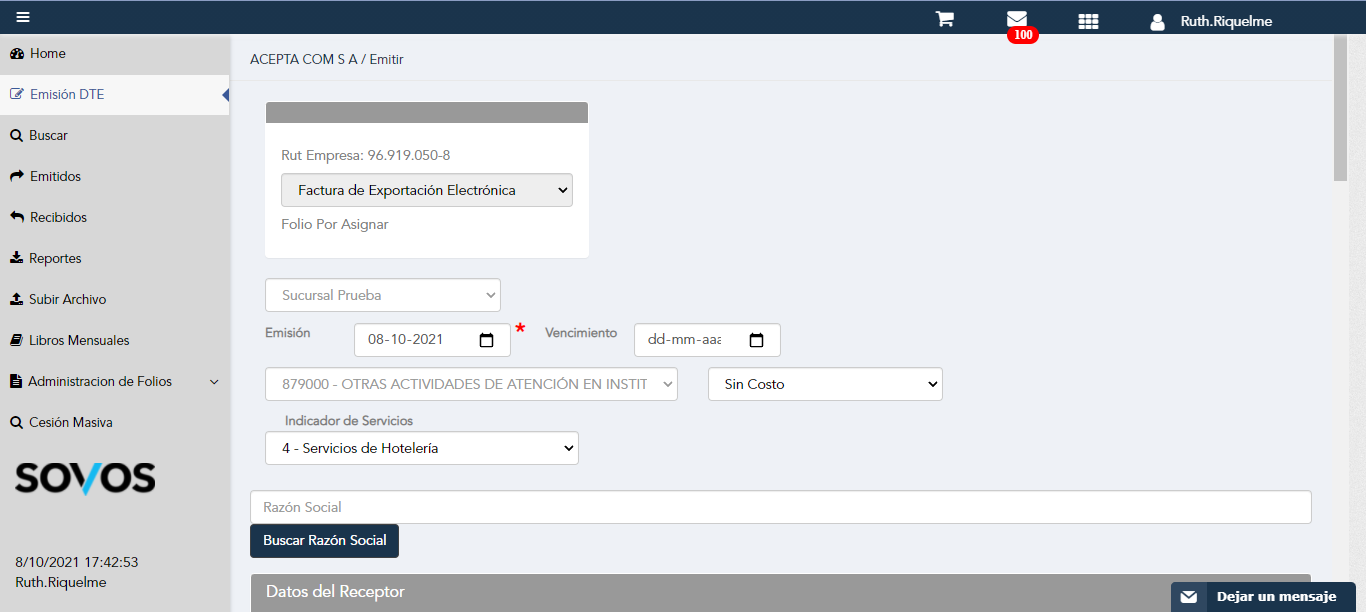 Ruth.Riquelme
100
Home
Emisión DTE
Buscar
Emitidos
Recibidos
Reportes
Subir Archivo
Libros Mensuales
Administracion de Folios
Cesión Masiva
SOVOS
8/10/2021 17:42:53
Ruth.Riquelme
ACEPTA COM S A / Emitir
Rut Empresa: 96.919.050-8
Factura de Exportación Electrónica
Folio Por Asignar
Sucursal Prueba
Emisión 08-10-2021 * Vencimiento dd-mm-aaa
879000 - OTRAS ACTIVIDADES DE ATENCIÓN EN INSTIT Sin Costo
Indicador de Servicios
4 - Servicios de Hotelería
Razón Social
Buscar Razón Social
Datos del Receptor
Dejar un mensaje